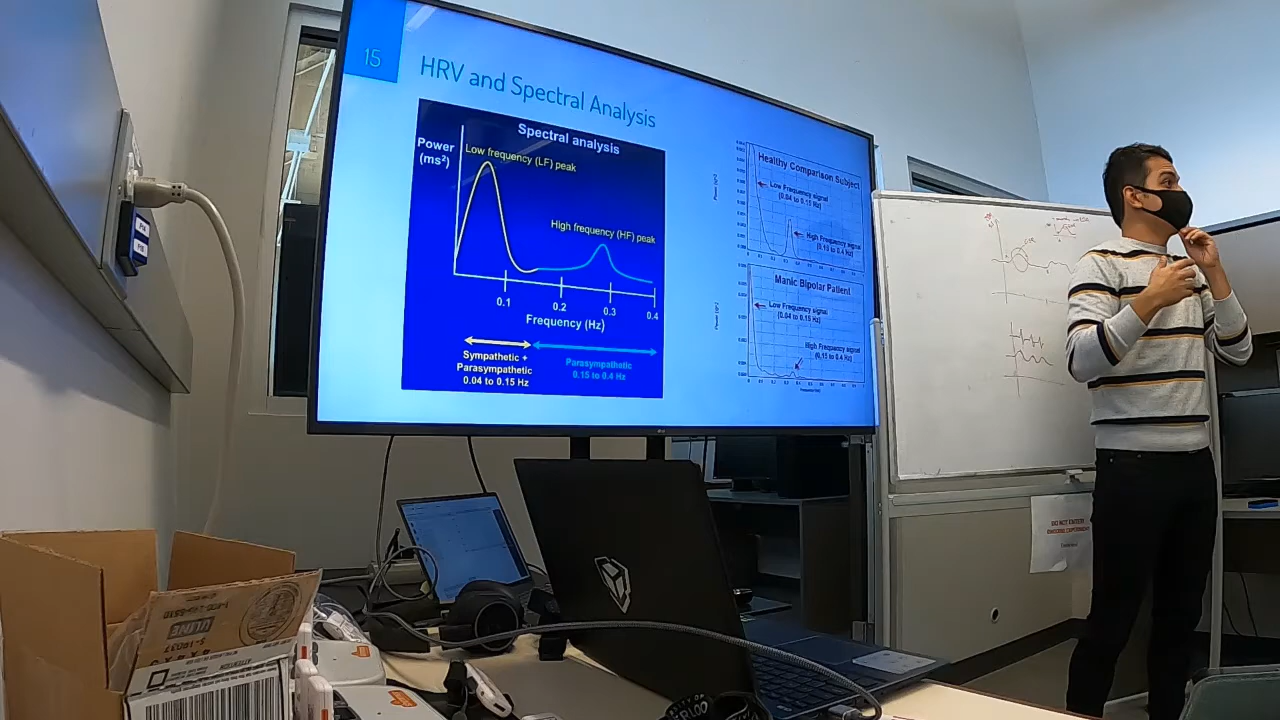 15
HRV and Spectral Analysis
Spectral analysis
Power
(ms²)
Low frequency (LF) peak
High frequency (HF) peak
0.1
0.2
0.3
0.4
Frequency (Hz)
Sympathetic +
Parasympathetic
0.04 to 0.15 Hz
Parasympathetic
0.15 to 0.4 Hz
Healthy Comparison Subject
Low Frequency signal
(0.04 to 0.15 Hz)
High Frequency signal
(0.15 to 0.4 Hz)
Manic Bipolar Patient
Low Frequency signal
(0.04 to 0.15 Hz)
High Frequency signal
(0.15 to 0.4 Hz)
DO NOT ENTER!
ULINE
ATTENTION